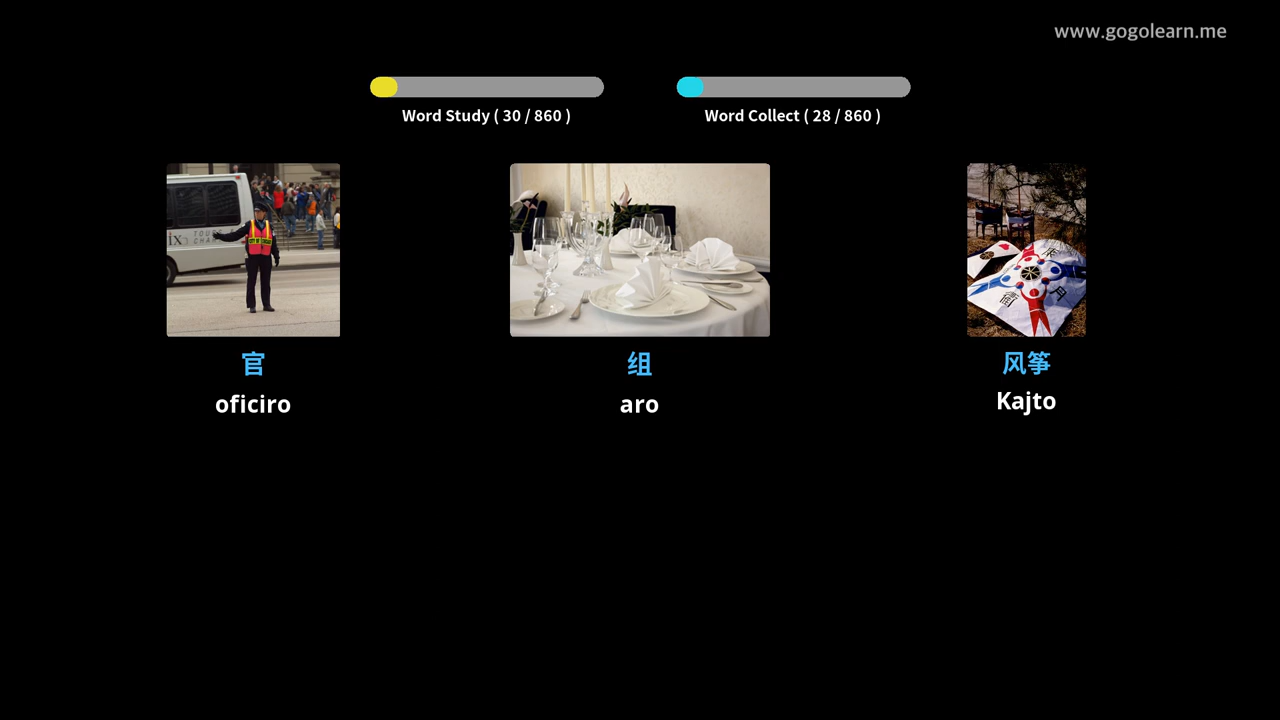 www.gogolearn.me
Word Study ( 30 / 860 )
Word Collect ( 28 / 860 )
官
组
风筝
oficiro
aro
Kajto